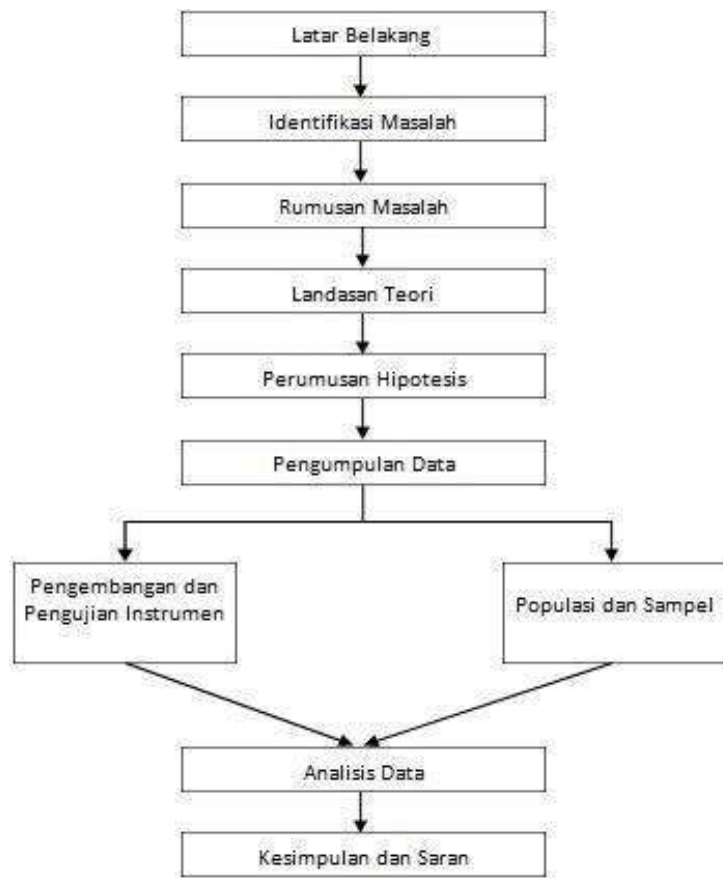 Latar Belakang
Identifikasi Masalah
Rumusan Masalah
Landasan Teori
Perumusan Hipotesis
Pengumpulan Data
Pengembangan dan
Pengujian Instrumen
Populasi dan Sampel
Analisis Data
Kesimpulan dan Saran